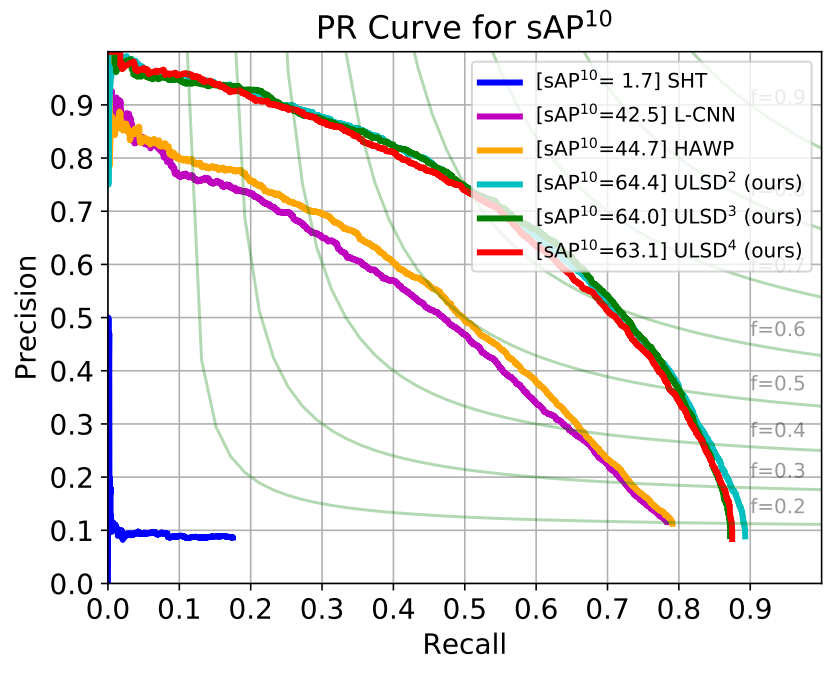 PR Curve for sAP¹⁰
[sAP¹⁰= 1.7] SHT
[sAP¹⁰=42.5] L-CNN
[sAP¹⁰=44.7] HAWP
[sAP¹⁰=64.4] ULSD² (ours)
[sAP¹⁰=64.0] ULSD³ (ours)
[sAP¹⁰=63.1] ULSD⁴ (ours)
f=0.9
f=0.6
f=0.5
f=0.4
f=0.3
f=0.2
Precision
0.9
0.8
0.7
0.6
0.5
0.4
0.3
0.2
0.1
0.0
0.0 0.1 0.2 0.3 0.4 0.5 0.6 0.7 0.8 0.9
Recall